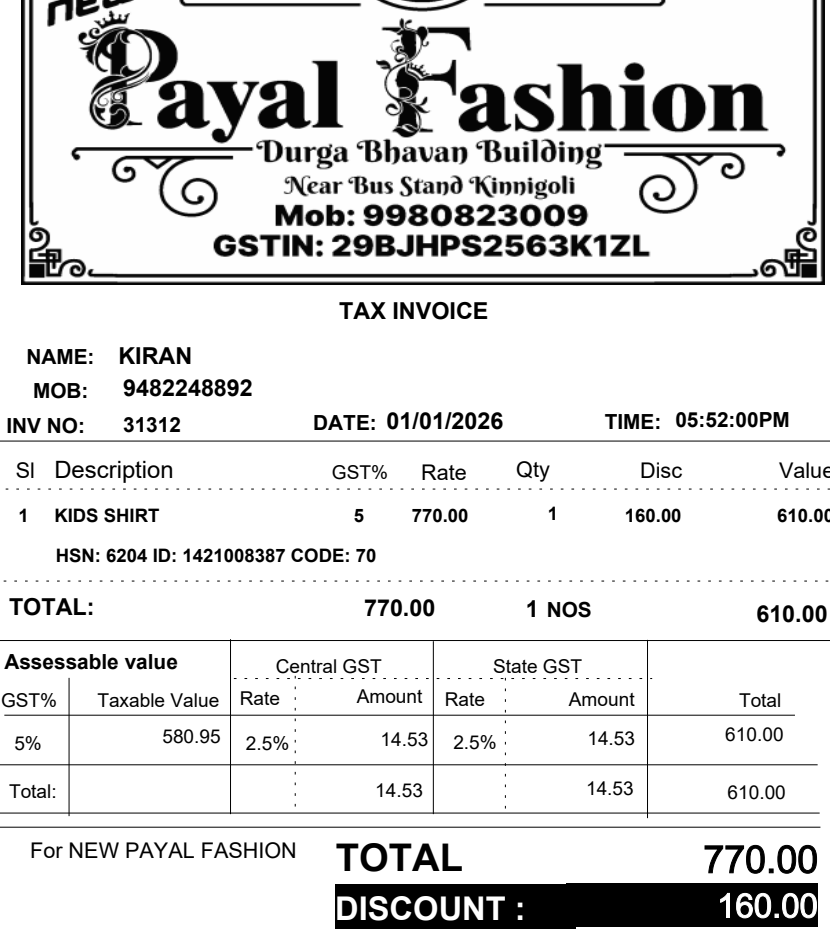 new
Payal Fashion
Durga Bhavan Building
Near Bus Stand Kinnigoli
Mob: 9980823009
GSTIN: 29BJHPS2563K1ZL
TAX INVOICE
NAME: KIRAN
MOB: 9482248892
INV NO: 31312 DATE: 01/01/2026 TIME: 05:52:00PM
Sl Description GST% Rate Qty Disc Value
1 KIDS SHIRT 5 770.00 1 160.00 610.00
HSN: 6204 ID: 1421008387 CODE: 70
TOTAL: 770.00 1 NOS 610.00
Assessable value Central GST State GST
GST% Taxable Value Rate Amount Rate Amount Total
5% 580.95 2.5% 14.53 2.5% 14.53 610.00
Total: 14.53 14.53 610.00
For NEW PAYAL FASHION TOTAL 770.00
DISCOUNT : 160.00